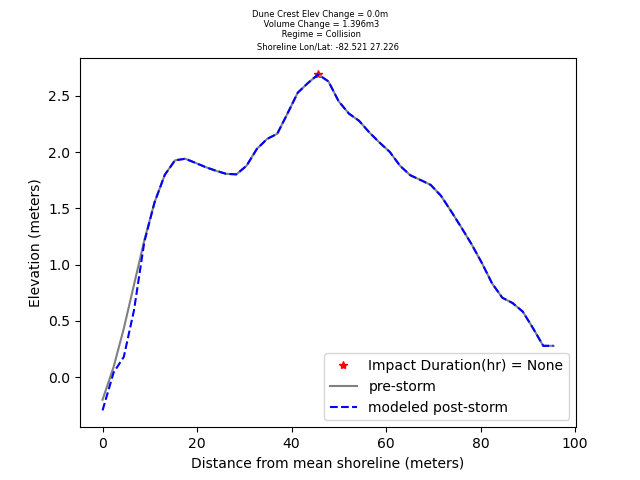 Dune Crest Elev Change = 0.0m
Volume Change = 1.396m3
Regime = Collision
Shoreline Lon/Lat: -82.521 27.226
2.5
2.0
1.5
1.0
0.5
0.0
Elevation (meters)
Impact Duration(hr) = None
pre-storm
modeled post-storm
0 20 40 60 80 100
Distance from mean shoreline (meters)